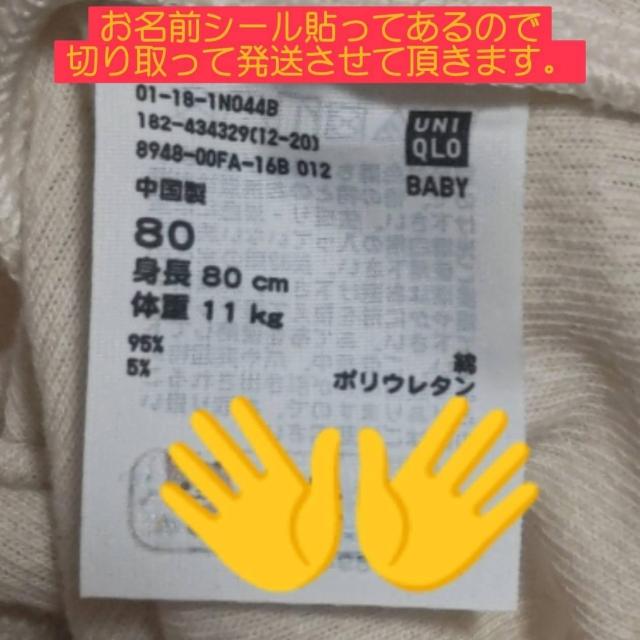 お名前シール貼ってあるので
切り取って発送させて頂きます。
01-18-1N044B
182-434329(12-20)
8948-00FA-16B 012
UNI
QLO
BABY
中国製
80
身長 80 cm
体重 11 kg
95% 綿
5% ポリウレタン